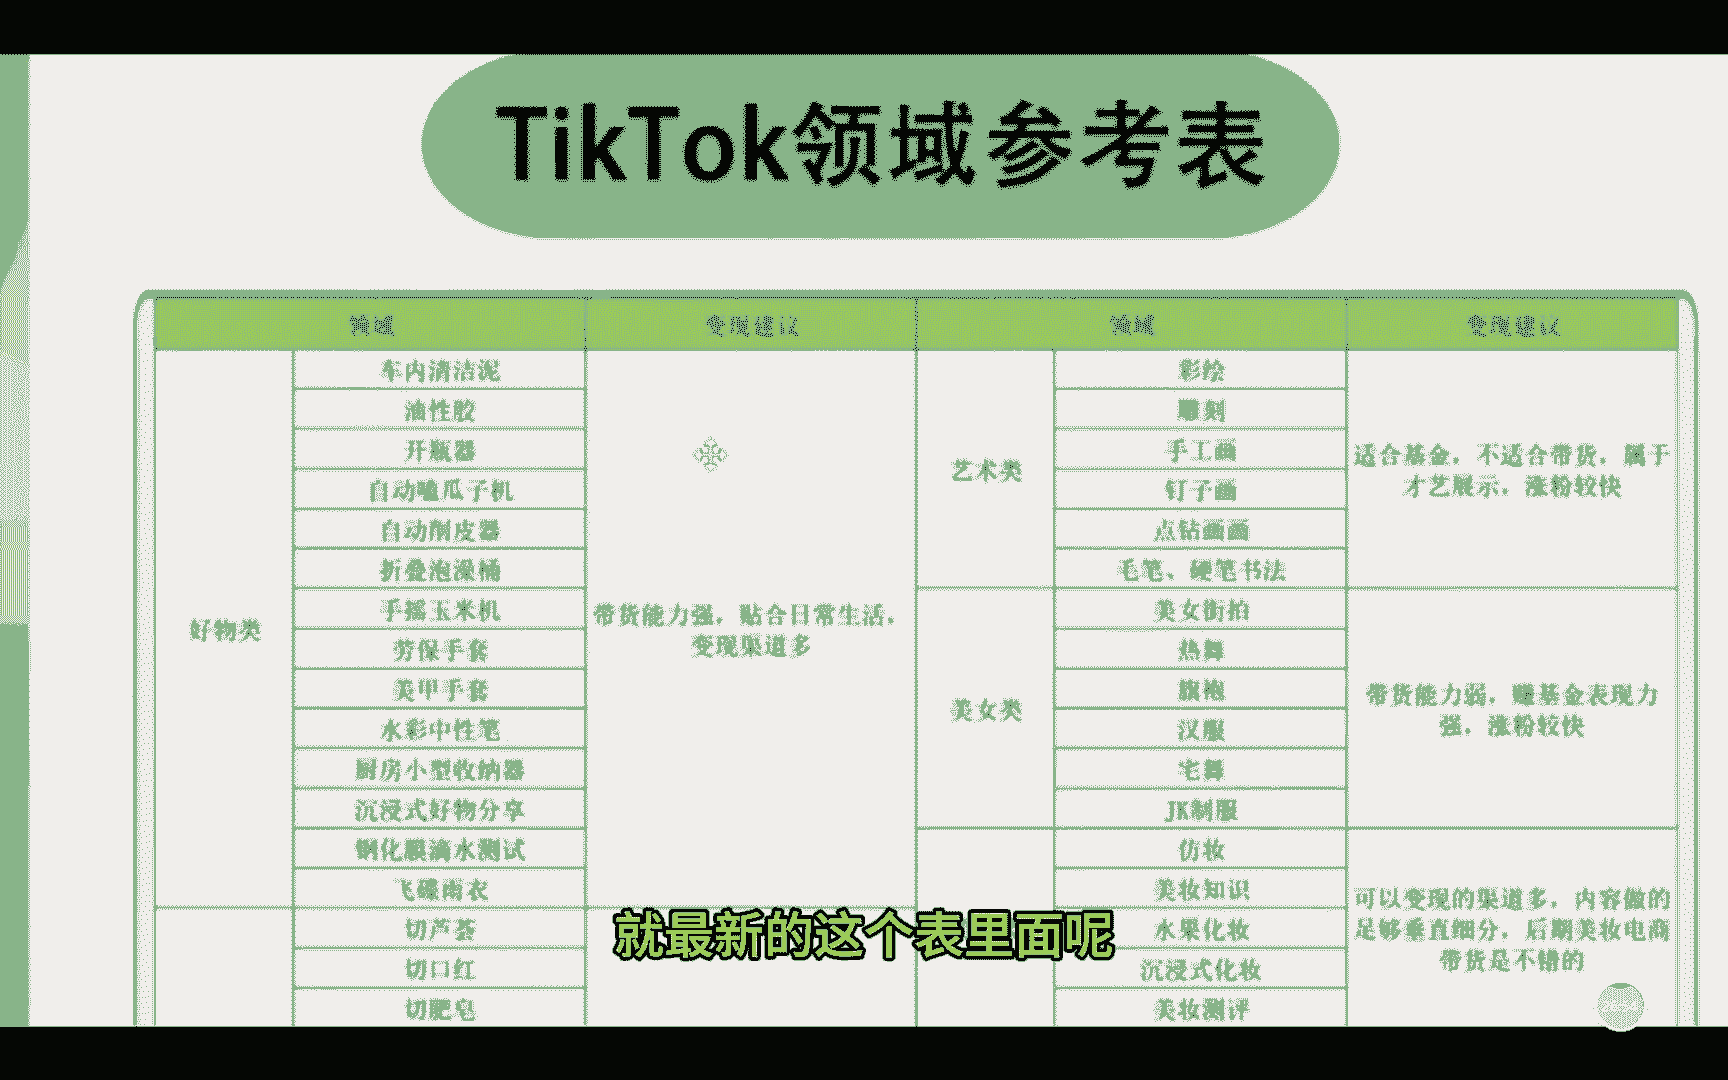 TikTok领域参考表
领域 变现建议 领域 变现建议
好物类
车内清洁泥
油性胶
开瓶器
自动嗑瓜子机
自动削皮器
折叠泡澡桶
手摇玉米机
劳保手套
美甲手套
水彩中性笔
厨房小型收纳器
沉浸式好物分享
钢化膜滴水测试
飞碟雨衣
带货能力强，贴合日常生活，
变现渠道多
切芦荟
切口红
切肥皂
艺术类
彩绘
雕刻
手工画
钉子画
点钻画画
毛笔、硬笔书法
适合基金，不适合带货，属于
才艺展示，涨粉较快
美女类
美女街拍
热舞
旗袍
汉服
宅舞
JK制服
带货能力弱，赚基金表现力
强，涨粉较快
仿妆
美妆知识
水果化妆
沉浸式化妆
美妆测评
可以变现的渠道多，内容做的
足够垂直细分，后期美妆电商
带货是不错的
就最新的这个表里面呢